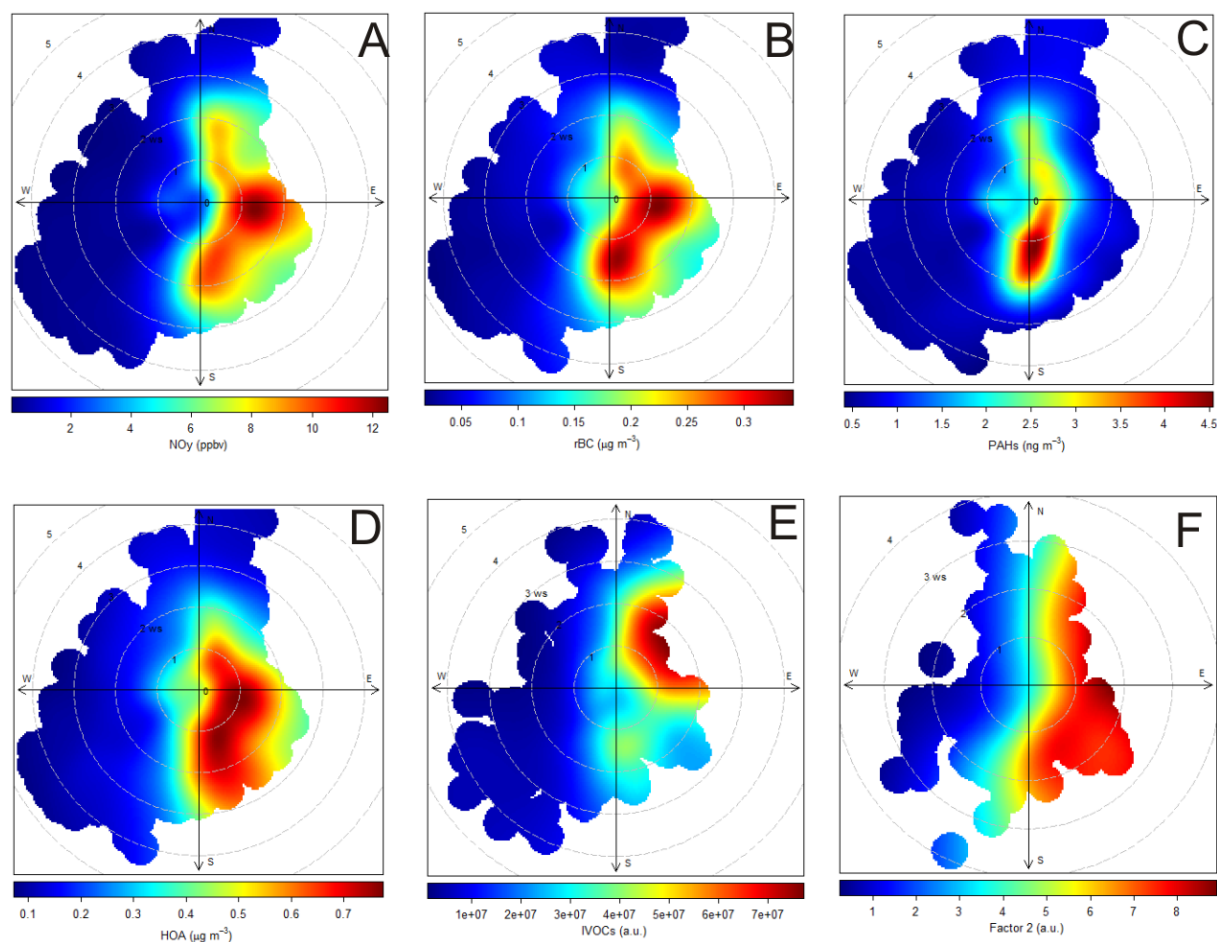 A
N
5
4
3 ws
1
W
0
E
S
2 4 6 8 10 12
NOy (ppbv)
B
N
5
4
3 ws
1
W
0
E
S
0.05 0.1 0.15 0.2 0.25 0.3
rBC (μg m⁻³)
C
N
5
4
ws
1
W
0
E
S
0.5 1 1.5 2 2.5 3 3.5 4 4.5
PAHs (ng m⁻³)
D
N
5
4
ws
1
W
0
E
S
0.1 0.2 0.3 0.4 0.5 0.6 0.7
HOA (μg m⁻³)
E
N
5
4
3 ws
1
W
E
S
1e+07 2e+07 3e+07 4e+07 5e+07 6e+07 7e+07
IVOCs (a.u.)
F
N
4
3 ws
2
1
W
E
S
1 2 3 4 5 6 7 8
Factor 2 (a.u.)